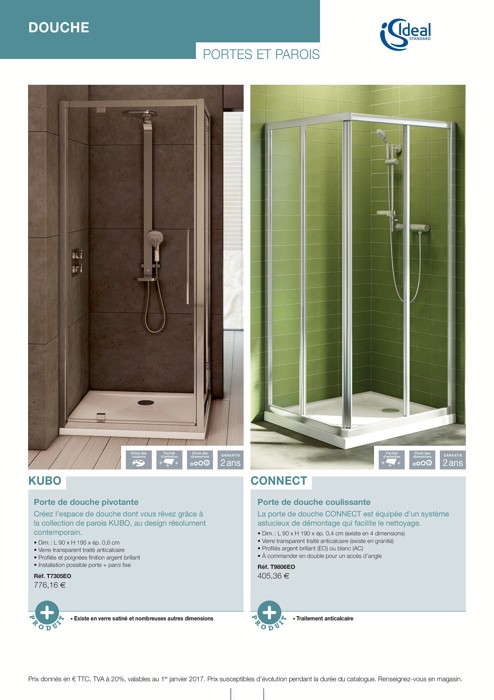 DOUCHE
Ideal
STANDARD
PORTES ET PAROIS
GARANTIE
2 ans
GARANTIE
2 ans
KUBO
Porte de douche pivotante
Créez l'espace de douche dont vous rêvez grâce à
la collection de parois KUBO, au design résolument
contemporain.
• Dim. : L 90 x H 195 x ép. 0,6 cm
• Verre transparent traité anticalcaire
• Profilés et poignées finition argent brillant
• Installation possible porte + paroi fixe
Réf. T7305EO
776,16 €
PRODUIT
• Existe en verre satiné et nombreuses autres dimensions
CONNECT
Porte de douche coulissante
La porte de douche CONNECT est équipée d'un système
astucieux de démontage qui facilite le nettoyage.
• Dim. : L 90 x H 190 x ép. 0,4 cm (existe en 4 dimensions)
• Verre transparent traité anticalcaire (existe en granité)
• Profilés argent brillant (EO) ou blanc (AC)
• À commander en double pour un accès d'angle
Réf. T9806EO
405,36 €
PRODUIT
• Traitement anticalcaire
Prix donnés en € TTC, TVA à 20%, valables au 1er janvier 2017. Prix susceptibles d'évolution pendant la durée du catalogue. Renseignez-vous en magasin.